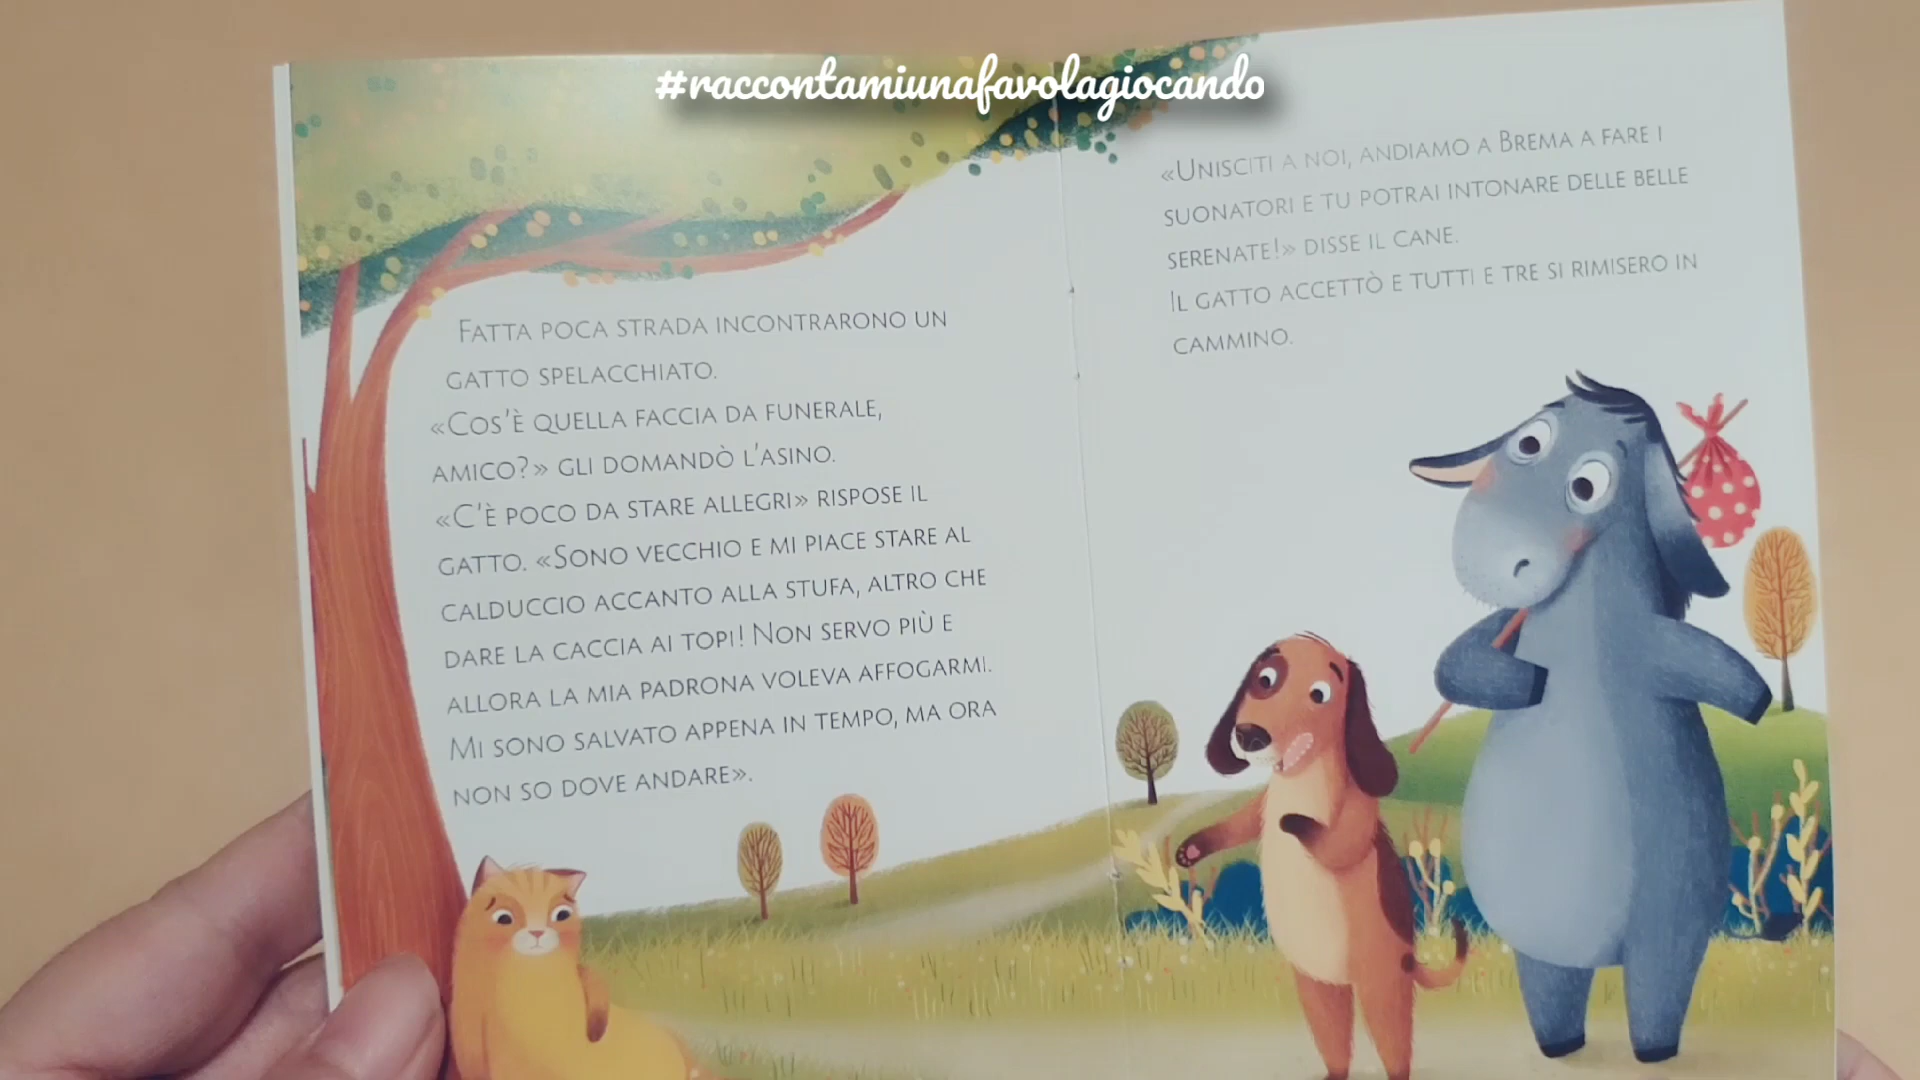 #raccontamiunafavolagiocando
Fatta poca strada incontrarono un
gatto spelacchiato.
«Cos'è quella faccia da funerale,
amico?» gli domandò l'asino.
«C'è poco da stare allegri» rispose il
gatto. «Sono vecchio e mi piace stare al
calduccio accanto alla stufa, altro che
dare la caccia ai topi! Non servo più e
allora la mia padrona voleva affogarmi.
Mi sono salvato appena in tempo, ma ora
non so dove andare».
«Unisciti a noi, andiamo a Brema a fare i
suonatori e tu potrai intonare delle belle
serenate!» disse il cane.
Il gatto accettò e tutti e tre si rimisero in
cammino.